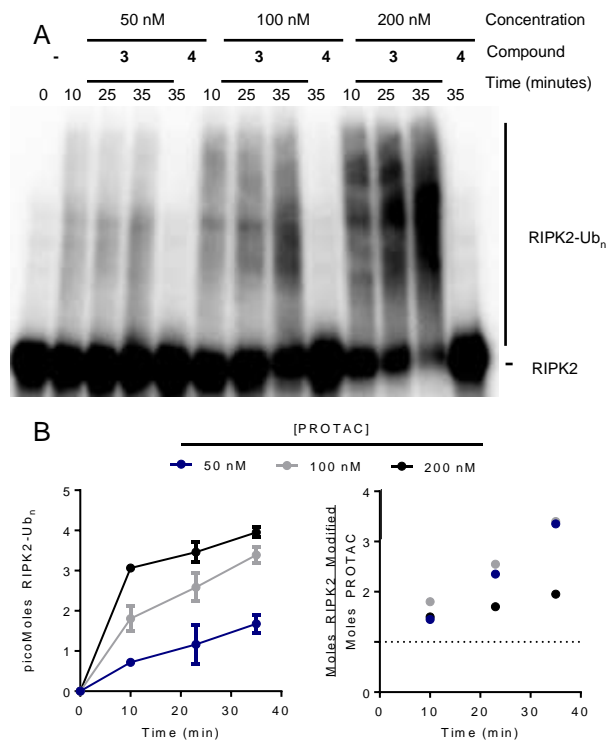 A
50 nM 100 nM 200 nM Concentration
- 3 4 3 4 3 4 Compound
Time (minutes)
0 10 25 35 35 10 25 35 35 10 25 35 35
RIPK2-Ubn
- RIPK2
B
[PROTAC]
50 nM 100 nM 200 nM
picoMoles RIPK2-Ubn
5
4
3
2
1
0
0 10 20 30 40
Time (min)
Moles RIPK2 Modified
Moles PROTAC
4
3
2
1
0
0 10 20 30 40
Time (min)